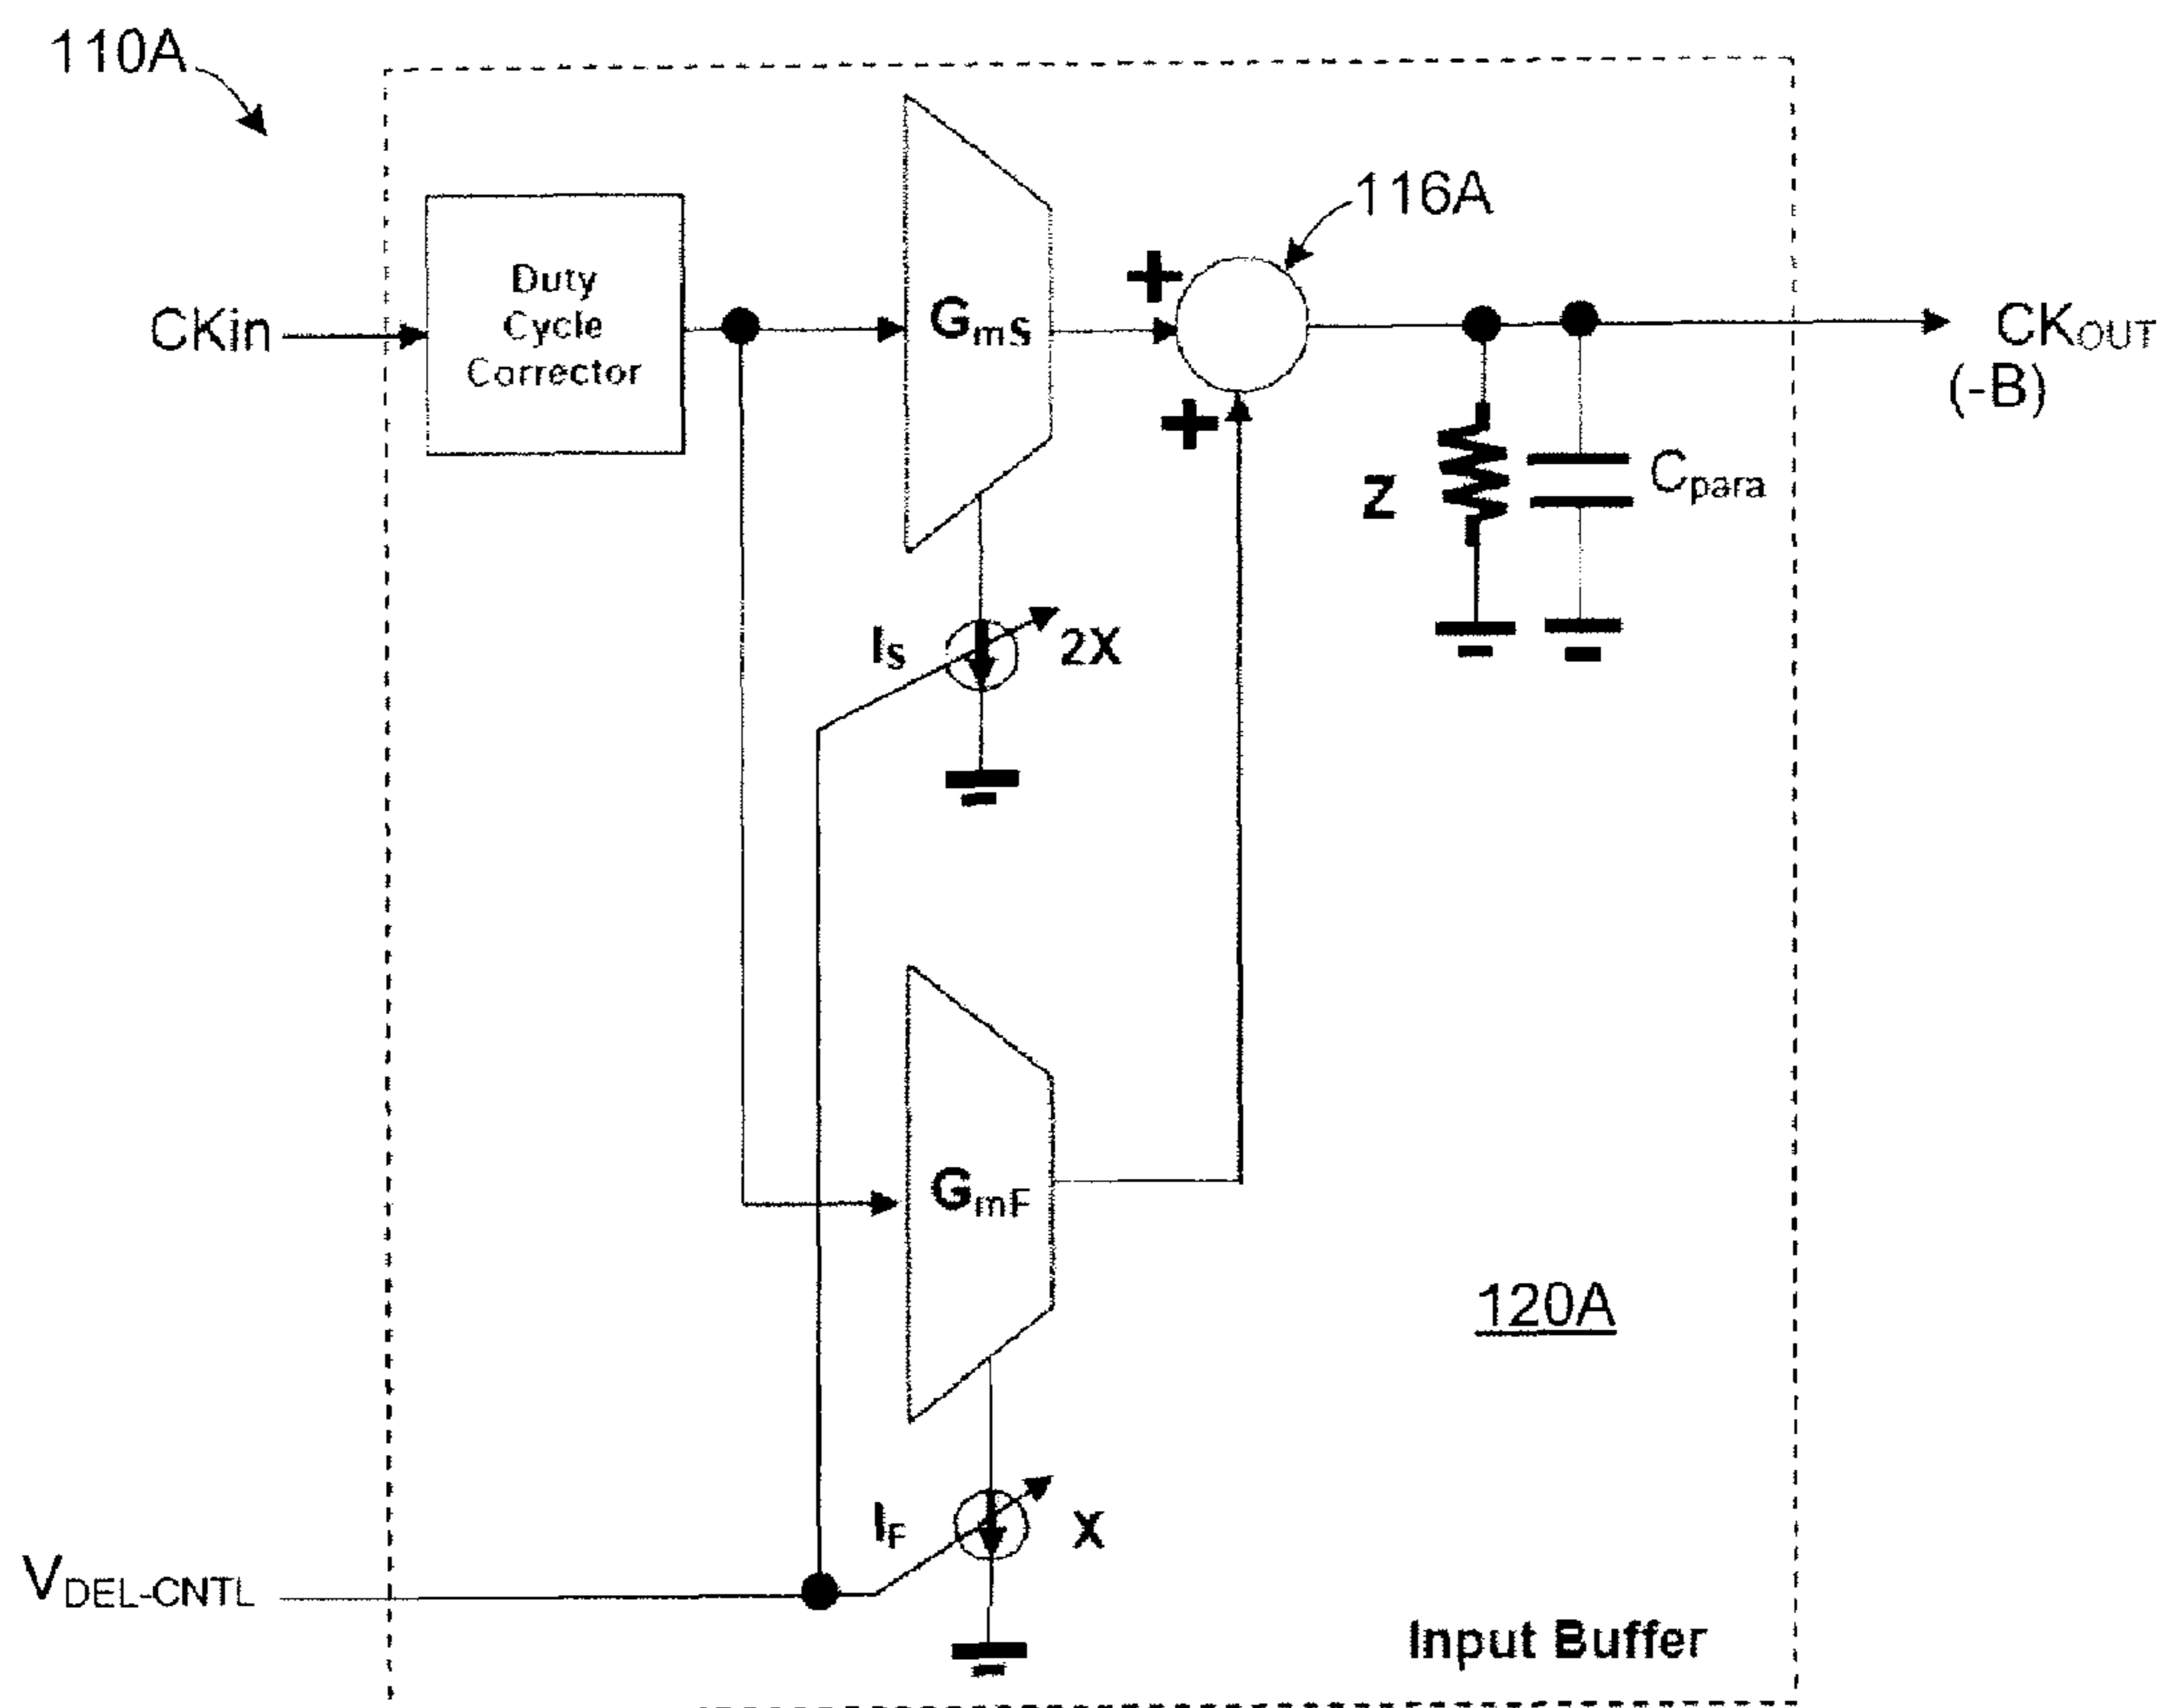 110A
116A
Duty
Cycle
Corrector
CKin
GmS
+
+
CKOUT
(-B)
Z
Cpara
IS
2X
GmF
120A
IF
X
VDEL-CNTL
Input Buffer